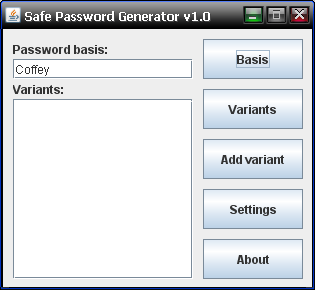 Safe Password Generator v1.0
Password basis:
Coffey
Variants:
Basis
Variants
Add variant
Settings
About